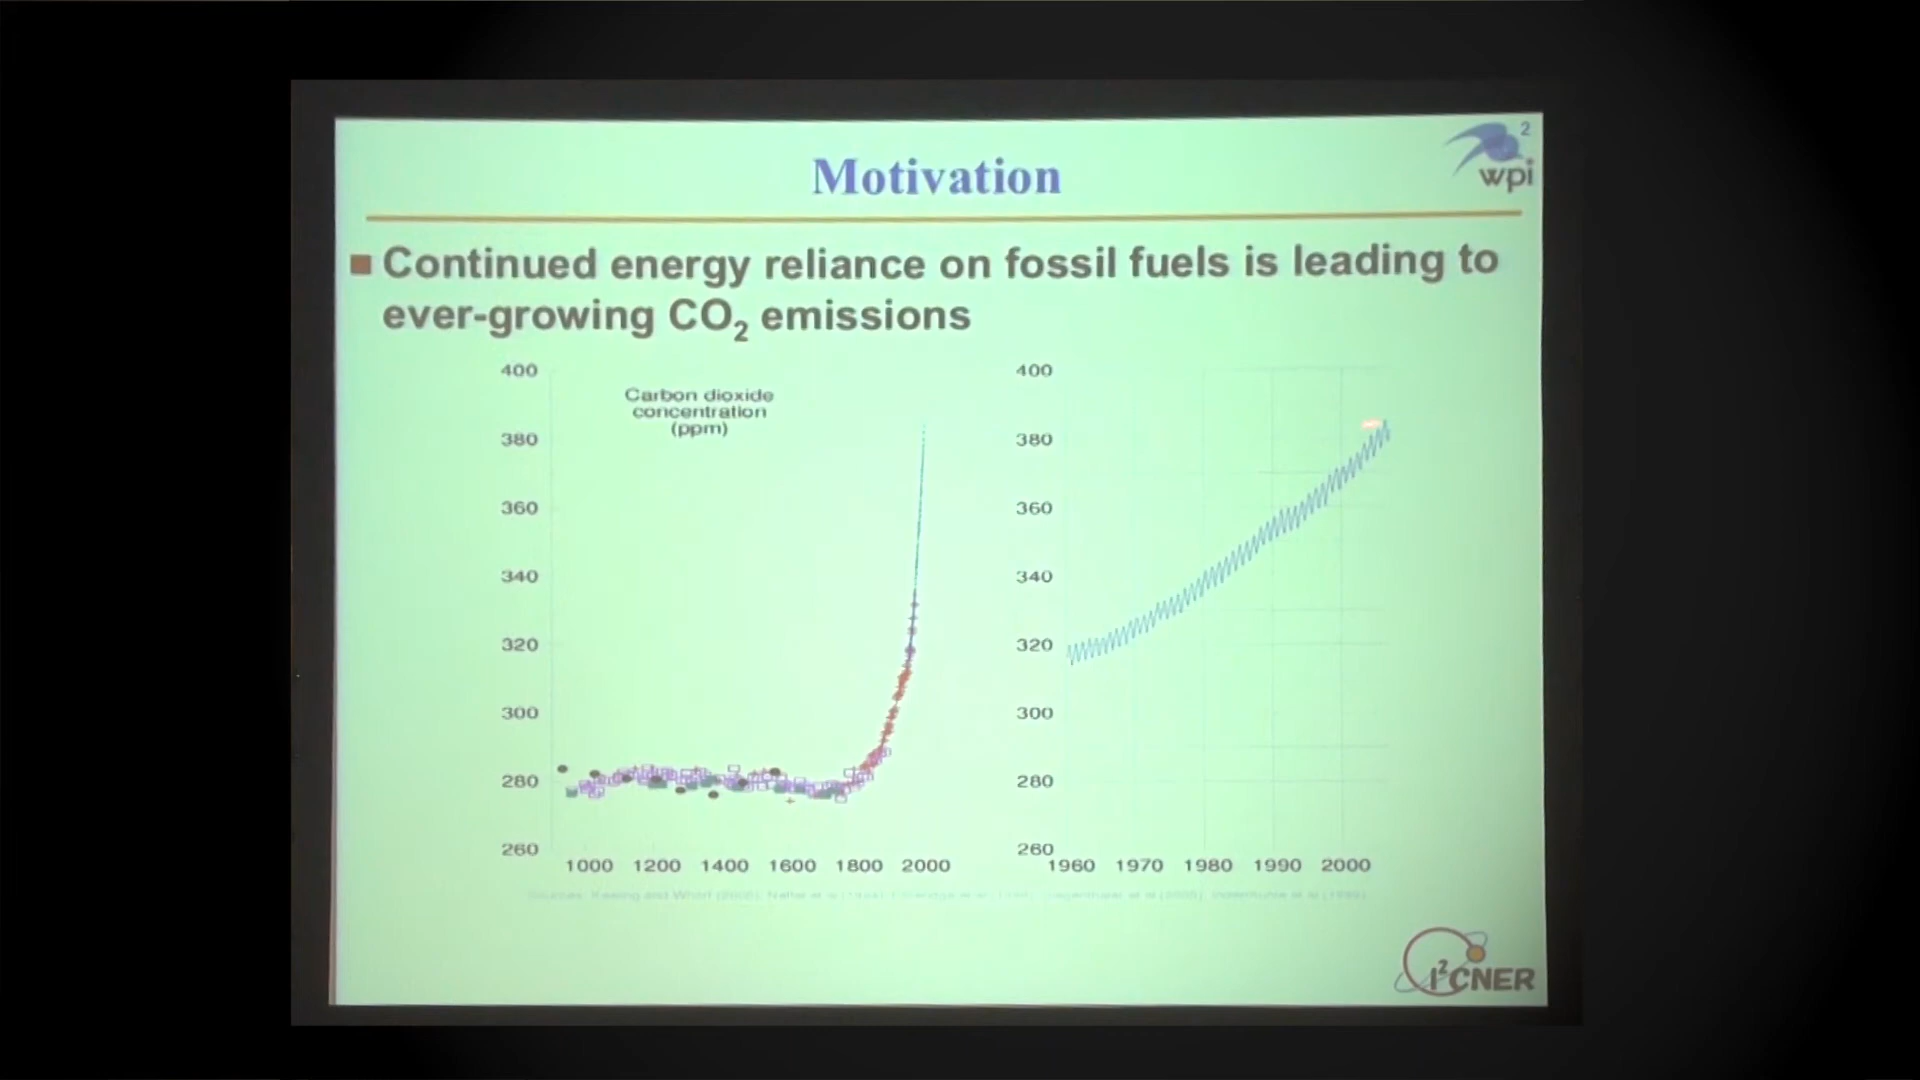 2
wpi
Motivation
Continued energy reliance on fossil fuels is leading to
ever-growing CO2 emissions
400
380
360
340
320
300
280
260
Carbon dioxide
concentration
(ppm)
1000 1200 1400 1600 1800 2000
400
380
360
340
320
300
280
260
1960 1970 1980 1990 2000
I2CNER